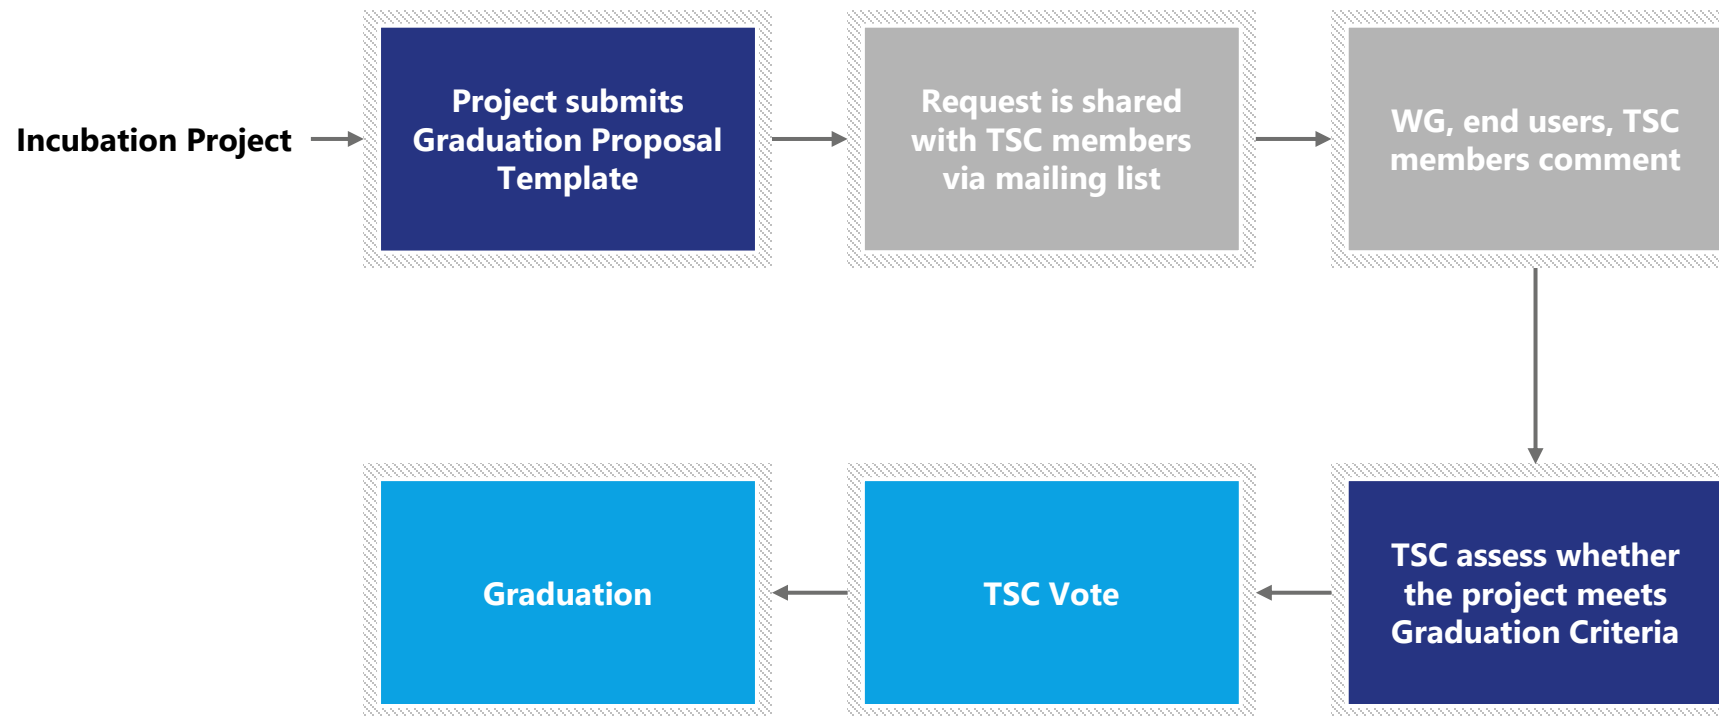 Incubation Project
Project submits
Graduation Proposal
Template
Request is shared
with TSC members
via mailing list
WG, end users, TSC
members comment
TSC assess whether
the project meets
Graduation Criteria
TSC Vote
Graduation